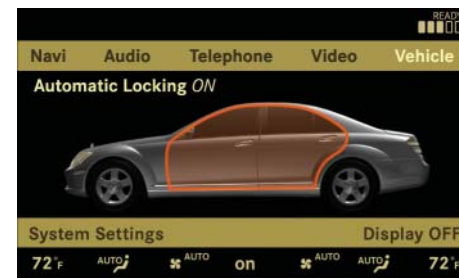 READY
Navi Audio Telephone Video Vehicle
Automatic Locking ON
System Settings Display OFF
72°F AUTO AUTO on AUTO AUTO 72°F